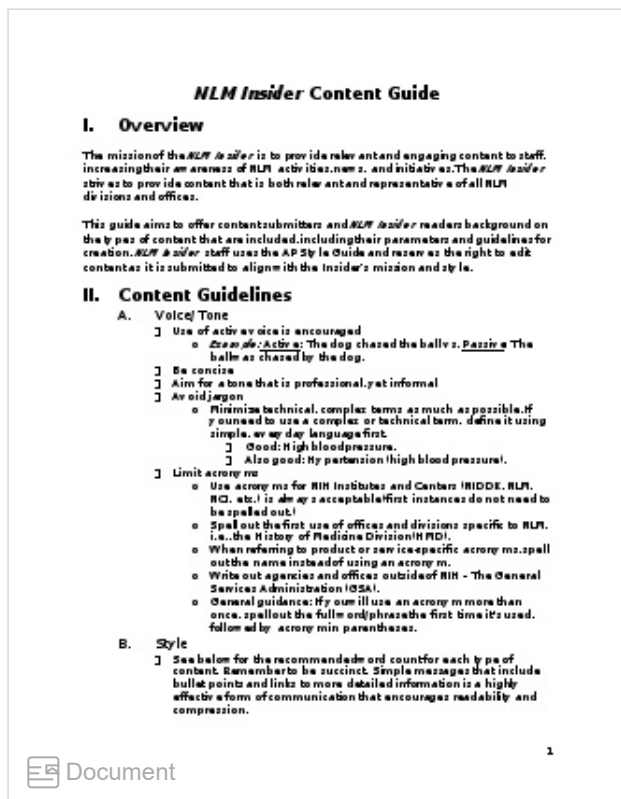 NLM Insider Content Guide
I. Overview
The mission of the NLM Insider is to provide relevant and engaging content to staff,
increasing their awareness of NLM activities, news, and initiatives. The NLM Insider
strives to provide content that is both relevant and representative of all NLM
divisions and offices.
This guide aims to offer content submitters and NLM Insider readers background on
the types of content that are included, including their parameters and guidelines for
creation. NLM Insider staff uses the AP Style Guide and reserves the right to edit
content as it is submitted to align with the Insider's mission and style.
II. Content Guidelines
A. Voice/Tone
Use of active voice is encouraged
o Example: Active: The dog chased the ball vs. Passive The
ball was chased by the dog.
Be concise
Aim for a tone that is professional, yet informal
Avoid jargon
o Minimize technical, complex terms as much as possible. If
you need to use a complex or technical term, define it using
simple, every day language first.
Good: High blood pressure.
Also good: Hypertension (high blood pressure).
Limit acronyms
o Use acronyms for NIH Institutes and Centers (NIDDK, NLM,
NCI, etc.) is always acceptable (first instances do not need to
be spelled out.)
o Spell out the first use of offices and divisions specific to NLM,
i.e., the History of Medicine Division (HMD).
o When referring to product or service-specific acronyms, spell
out the name instead of using an acronym.
o Write out agencies and offices outside of NIH – The General
Services Administration (GSA).
o General guidance: If you will use an acronym more than
once, spell out the full word/phrase the first time it's used,
followed by acronym in parentheses.
B. Style
See below for the recommended word count for each type of
content. Remember to be succinct. Simple messages that include
bullet points and links to more detailed information is a highly
effective form of communication that encourages readability and
compression.
1
Document